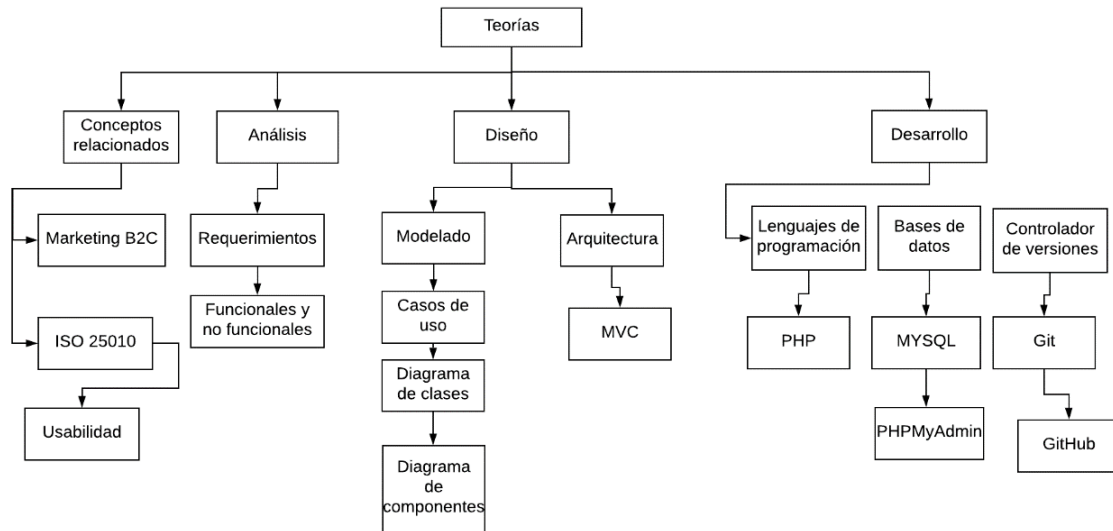 Teorías
Conceptos
relacionados
Análisis
Diseño
Desarrollo
Marketing B2C
Requerimientos
Modelado
Arquitectura
Lenguajes de
programación
Bases de
datos
Controlador
de versiones
ISO 25010
Funcionales y
no funcionales
Casos de
uso
MVC
PHP
MYSQL
Git
Usabilidad
Diagrama
de clases
PHPMyAdmin
GitHub
Diagrama
de
componentes